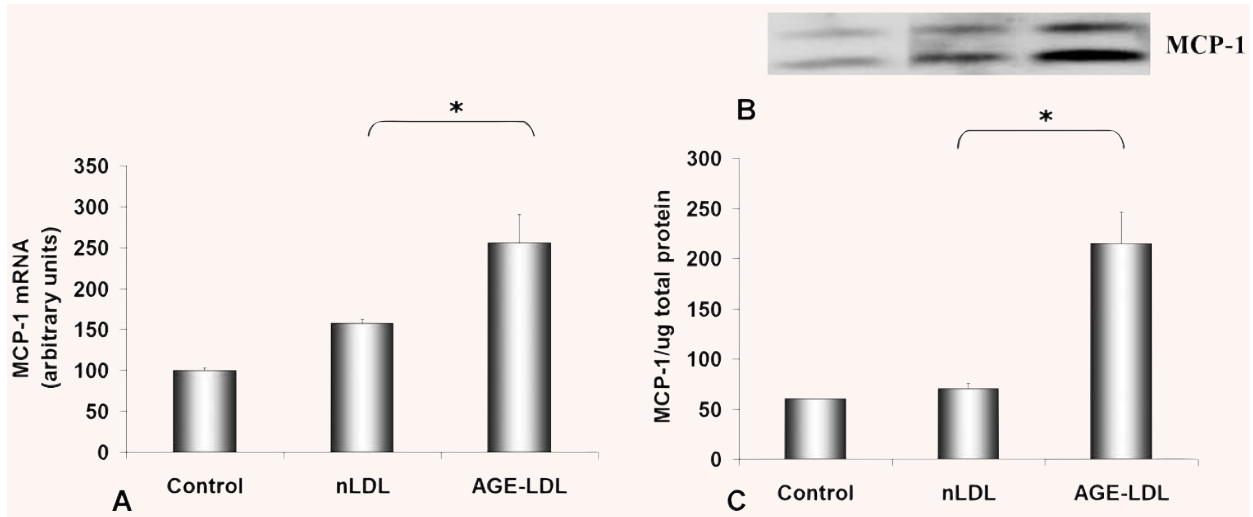 MCP-1
B
*
*
350
300
250
200
150
100
50
0
MCP-1 mRNA
(arbitrary units)
Control
nLDL
AGE-LDL
A
300
250
200
150
100
50
0
MCP-1/ug total protein
Control
nLDL
AGE-LDL
C